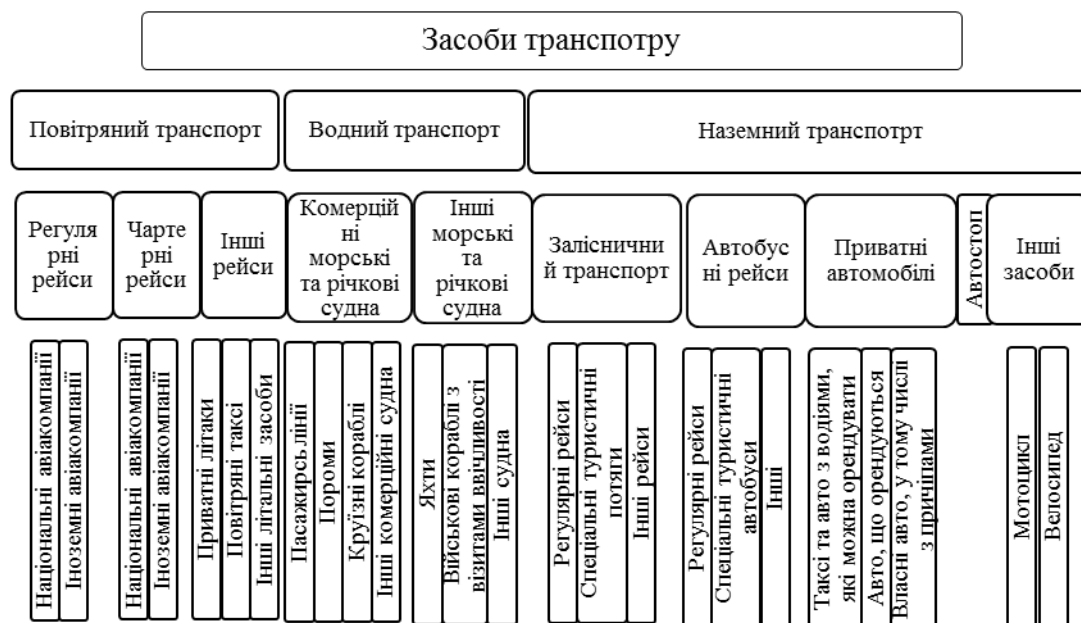 Засоби транспотру
Повітряний транспорт
Водний транспорт
Наземний транспотрт
Регуля
рні
рейси
Чарте
рні
рейси
Інші
рейси
Комерцій
ні
морські
та річкові
судна
Інші
морські
та
річкові
судна
Заліснични
й транспорт
Автобус
ні рейси
Приватні
автомобілі
Автостоп
Інші
засоби
Національні авіакомпанії
Іноземні авіакомпанії
Національні авіакомпанії
Іноземні авіакомпанії
Приватні літаки
Повітряні таксі
Інші літальні засоби
Пасажирсь лінії
Пороми
Круїзні кораблі
Інші комерційні судна
Яхти
Військові кораблі з
візитами ввічливості
Інші судна
Регулярні рейси
Спеціальні туристичні
потяги
Інші рейси
Регулярні рейси
Спеціальні туристичні
автобуси
Інші
Таксі та авто з водіями,
які можна орендувати
Авто, що орендуються
Власні авто, у тому числі
з причіпами
Мотоцикл
Велосипед